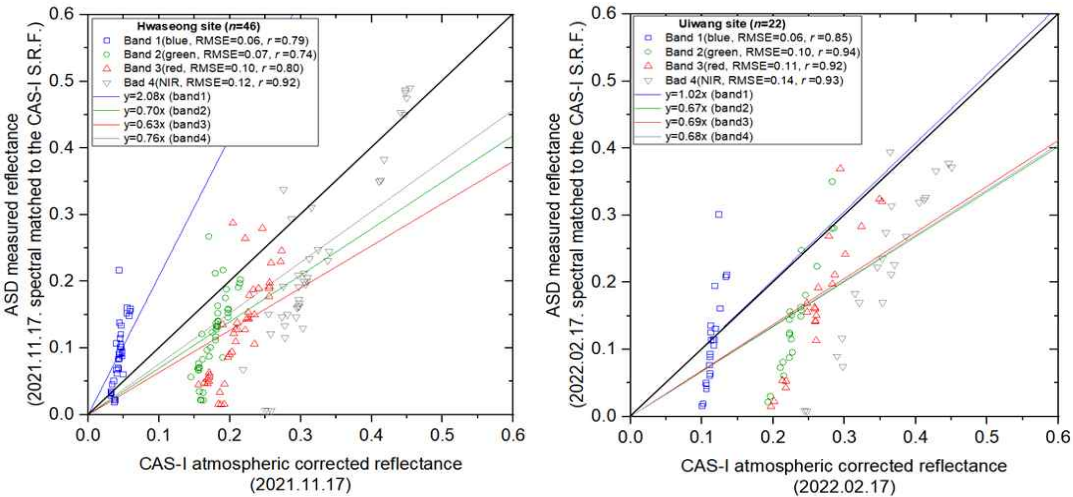 Hwaseong site (n=46)
Band 1(blue, RMSE=0.06, r=0.79)
Band 2(green, RMSE=0.07, r=0.74)
Band 3(red, RMSE=0.10, r=0.80)
Bad 4(NIR, RMSE=0.12, r=0.92)
y=2.08x (band1)
y=0.70x (band2)
y=0.63x (band3)
y=0.76x (band4)
ASD measured reflectance
(2021.11.17. spectral matched to the CAS-I S.R.F.)
0.6
0.5
0.4
0.3
0.2
0.1
0.0
0.0 0.1 0.2 0.3 0.4 0.5 0.6
CAS-I atmospheric corrected reflectance
(2021.11.17)
Uiwang site (n=22)
Band 1(blue, RMSE=0.06, r=0.85)
Band 2(green, RMSE=0.10, r=0.94)
Band 3(red, RMSE=0.11, r=0.92)
Bad 4(NIR, RMSE=0.14, r=0.93)
y=1.02x (band1)
y=0.67x (band2)
y=0.69x (band3)
y=0.68x (band4)
ASD measured reflectance
(2022.02.17. spectral matched to the CAS-I S.R.F.)
0.6
0.5
0.4
0.3
0.2
0.1
0.0
0.0 0.1 0.2 0.3 0.4 0.5 0.6
CAS-I atmospheric corrected reflectance
(2022.02.17)